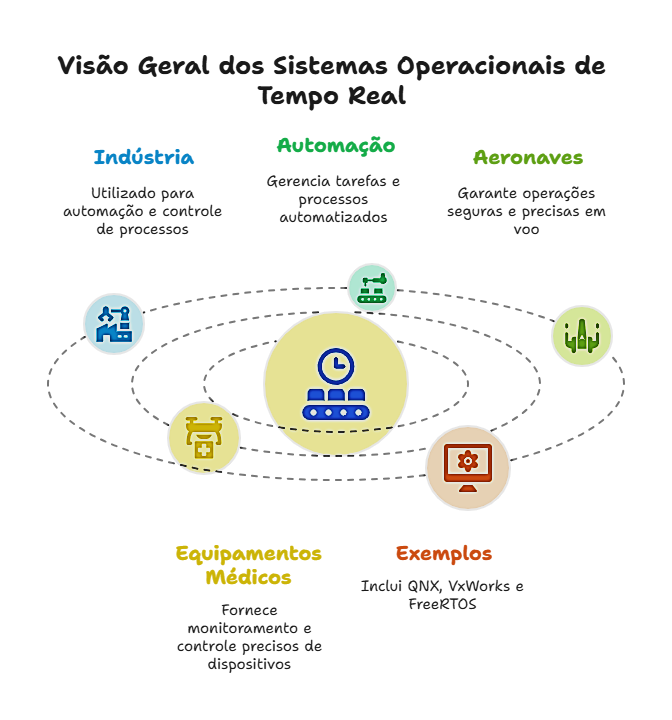 Visão Geral dos Sistemas Operacionais de
Tempo Real
Indústria
Utilizado para
automação e controle
de processos
Automação
Gerencia tarefas e
processos
automatizados
Aeronaves
Garante operações
seguras e precisas em
voo
Equipamentos
Médicos
Fornece
monitoramento e
controle precisos de
dispositivos
Exemplos
Inclui QNX, VxWorks e
FreeRTOS